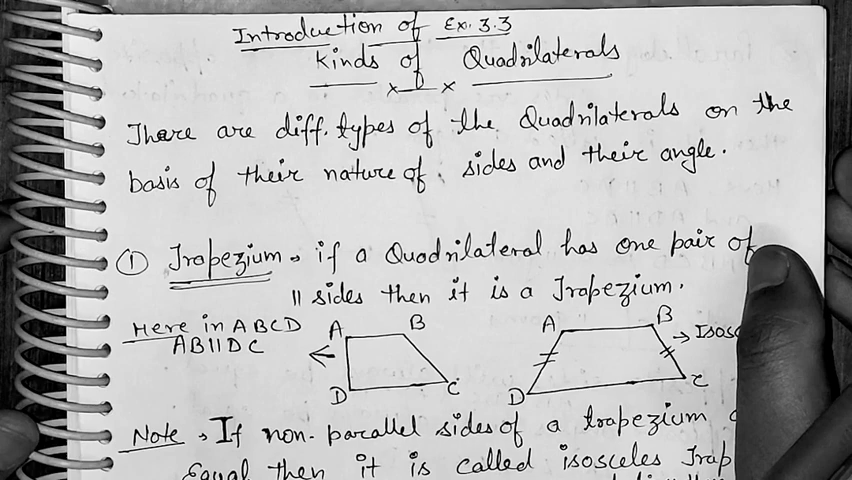 Introduction of Ex. 3.3
Kinds of Quadrilaterals
x x
There are diff. types of the Quadrilaterals on the
basis of their nature of sides and their angle.
① Trapezium → if a Quadrilateral has one pair of
|| sides then it is a Trapezium.
Here in ABCD
AB || DC
A B
D C
A B → Isosc
D C
Note → If non-parallel sides of a trapezium
Equal then it is called isosceles Trap